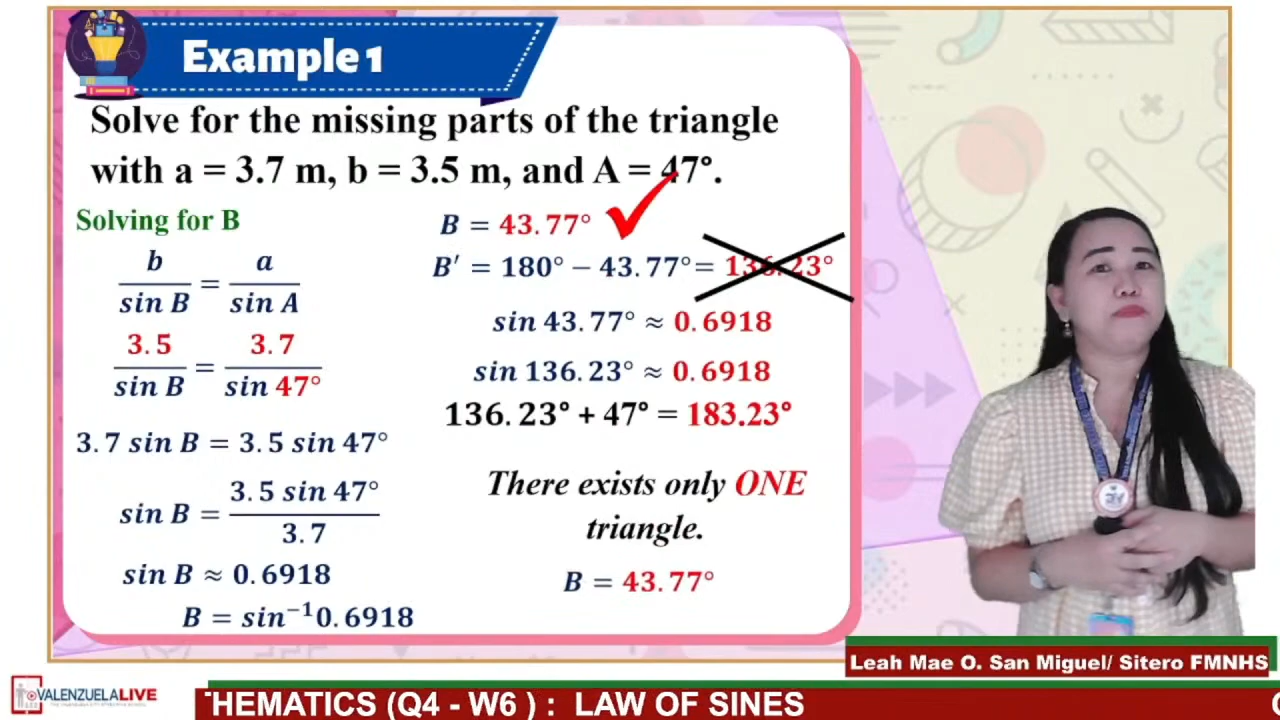 Example 1
Solve for the missing parts of the triangle
with a = 3.7 m, b = 3.5 m, and A = 47°.
Solving for B
b / sin B = a / sin A
3.5 / sin B = 3.7 / sin 47°
3.7 sin B = 3.5 sin 47°
sin B = 3.5 sin 47° / 3.7
sin B ≈ 0.6918
B = sin⁻¹0.6918
B = 43.77°
B′ = 180° − 43.77° = 136.23°
sin 43.77° ≈ 0.6918
sin 136.23° ≈ 0.6918
136.23° + 47° = 183.23°
There exists only ONE
triangle.
B = 43.77°
Leah Mae O. San Miguel/ Sitero FMNHS
VALENZUELALIVE
THEMATICS (Q4 - W6 ) : LAW OF SINES